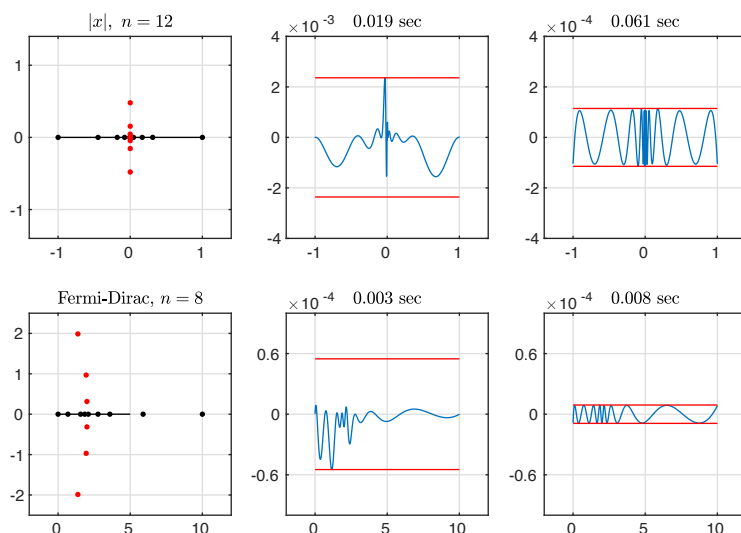 |x|, n = 12
1
0
-1
-1 0 1
×10⁻³ 0.019 sec
4
2
0
-2
-4
-1 0 1
×10⁻⁴ 0.061 sec
4
2
0
-2
-4
-1 0 1
Fermi-Dirac, n = 8
2
1
0
-1
-2
0 5 10
×10⁻⁴ 0.003 sec
0.6
0
-0.6
0 5 10
×10⁻⁴ 0.008 sec
0.6
0
-0.6
0 5 10